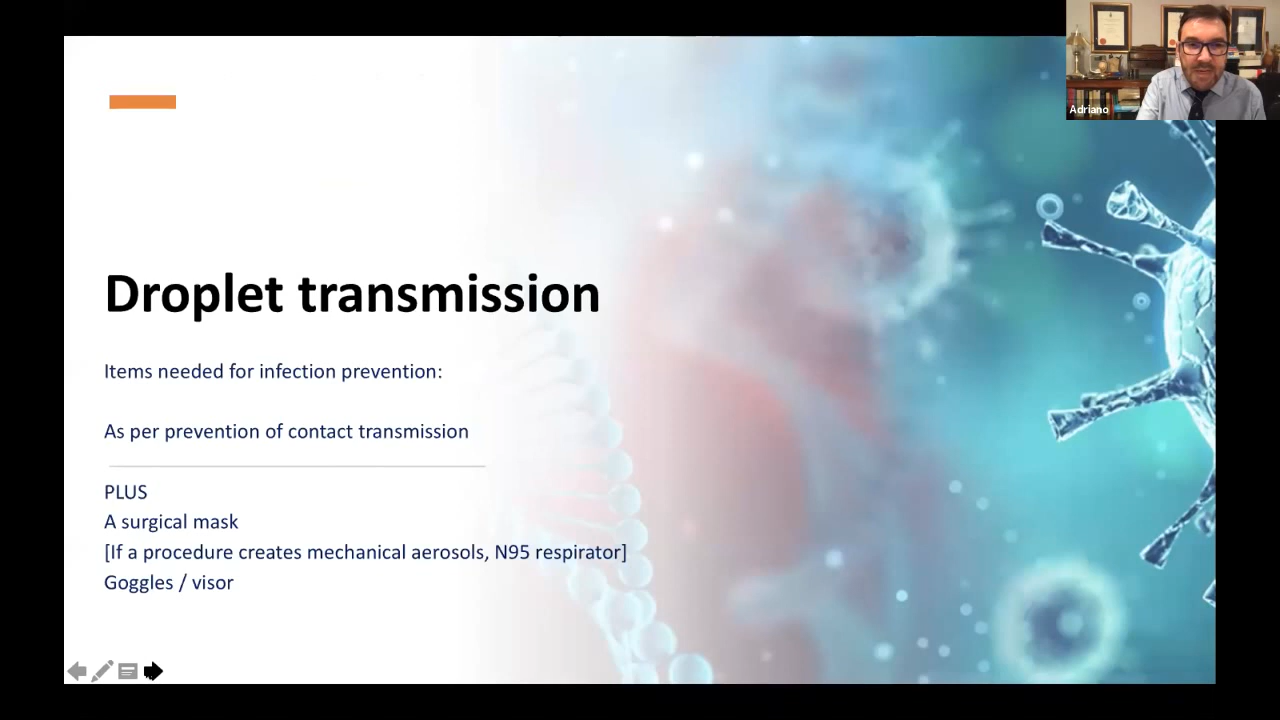 Adriano
Droplet transmission
Items needed for infection prevention:
As per prevention of contact transmission
PLUS
A surgical mask
[If a procedure creates mechanical aerosols, N95 respirator]
Goggles / visor